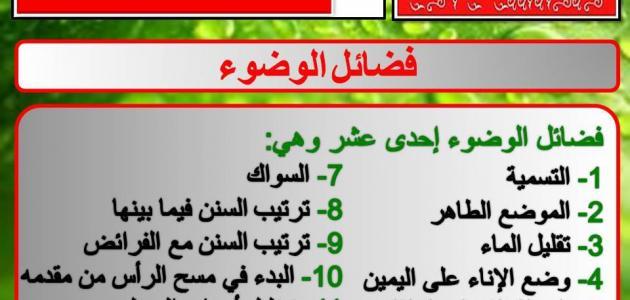 فضائل الوضوء
فضائل الوضوء إحدى عشر وهي:
1- التسمية
2- الموضع الطاهر
3- تقليل الماء
4- وضع الإناء على اليمين
7- السواك
8- ترتيب السنن فيما بينها
9- ترتيب السنن مع الفرائض
10- البدء في مسح الرأس من مقدمه